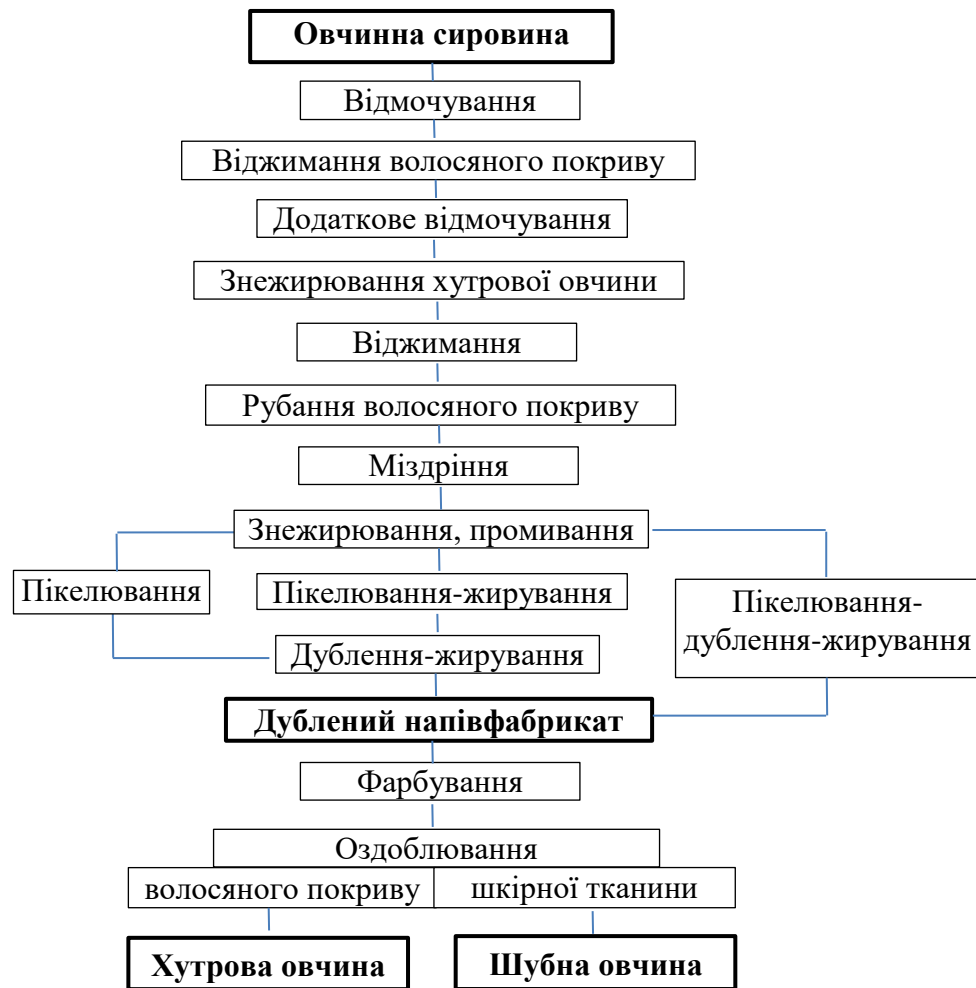 Овчинна сировина
Відмочування
Віджимання волосяного покриву
Додаткове відмочування
Знежирювання хутрової овчини
Віджимання
Рубання волосяного покриву
Міздріння
Знежирювання, промивання
Пікелювання
Пікелювання-жирування
Пікелювання-
дублення-жирування
Дублення-жирування
Дублений напівфабрикат
Фарбування
Оздоблювання
волосяного покриву
шкірної тканини
Хутрова овчина
Шубна овчина